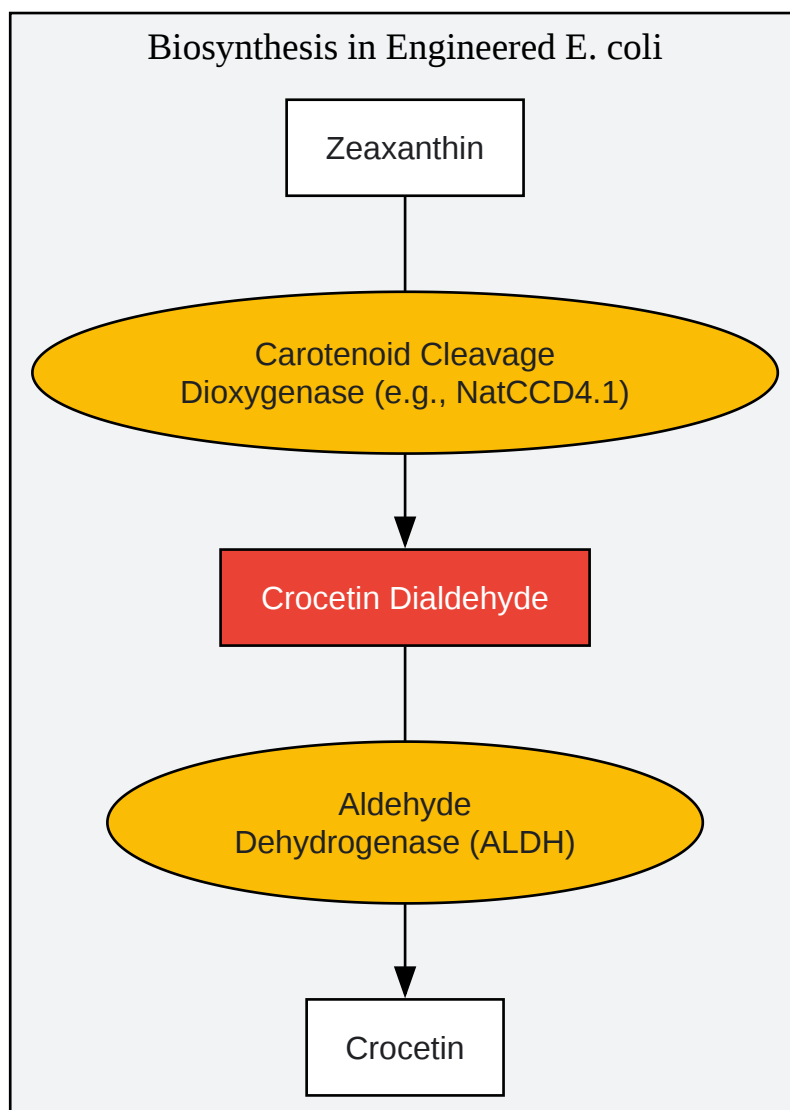 Biosynthesis in Engineered E. coli
Zeaxanthin
Carotenoid Cleavage
Dioxygenase (e.g., NatCCD4.1)
Crocetin Dialdehyde
Aldehyde
Dehydrogenase (ALDH)
Crocetin